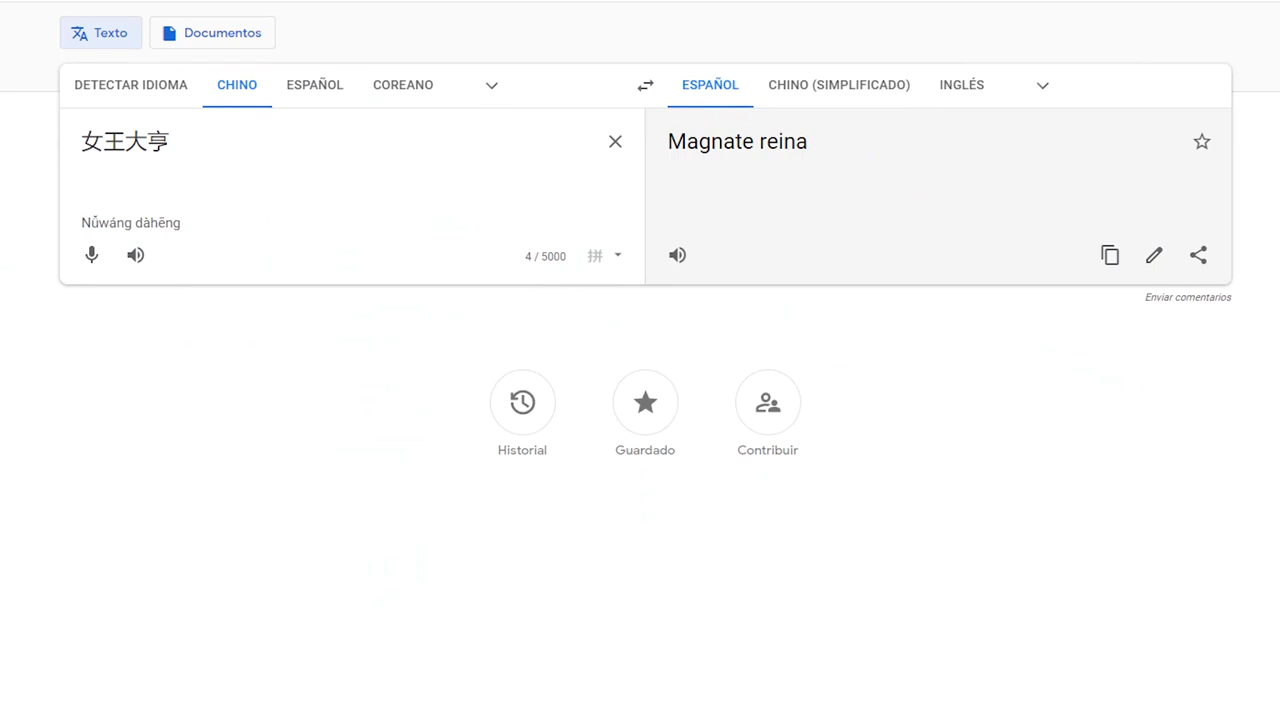 Texto
Documentos
DETECTAR IDIOMA CHINO ESPAÑOL COREANO
ESPAÑOL CHINO (SIMPLIFICADO) INGLÉS
女王大亨
Magnate reina
Nǚwáng dàhēng
4 / 5000 拼
Enviar comentarios
Historial
Guardado
Contribuir